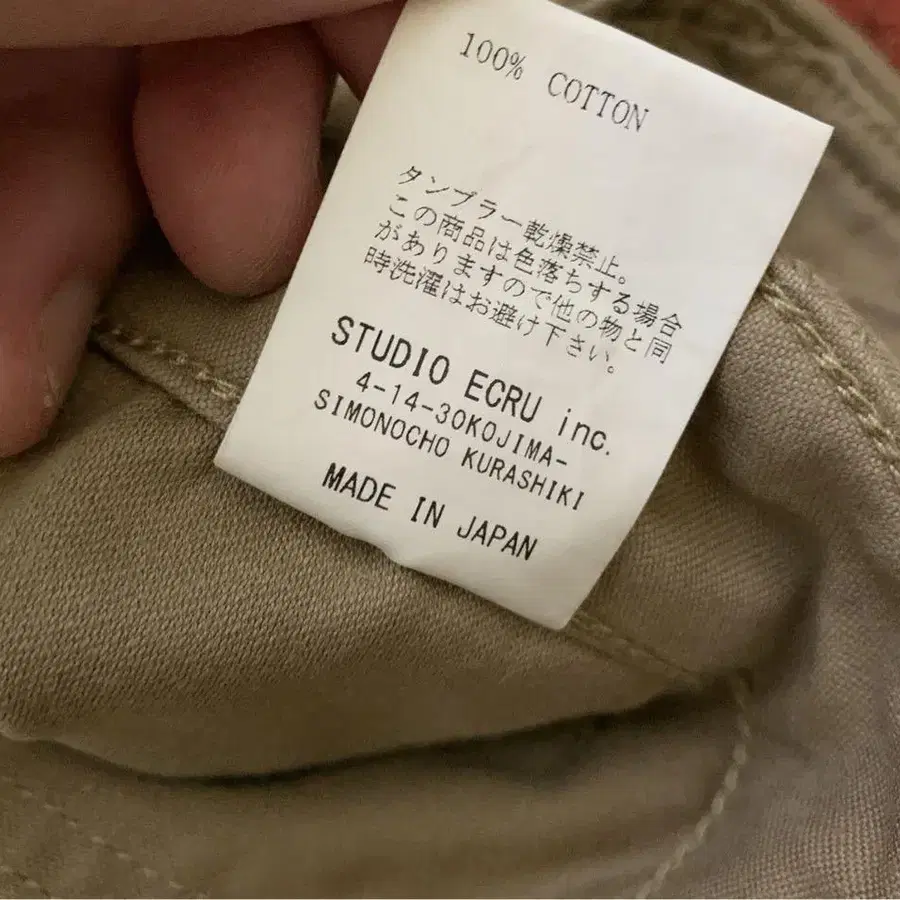 100% COTTON
タンブラー乾燥禁止。
この商品は色落ちする場合
がありますので他の物と同
時洗濯はお避け下さい。
STUDIO ECRU inc.
4-14-30KOJIMA-
SIMONOCHO KURASHIKI
MADE IN JAPAN